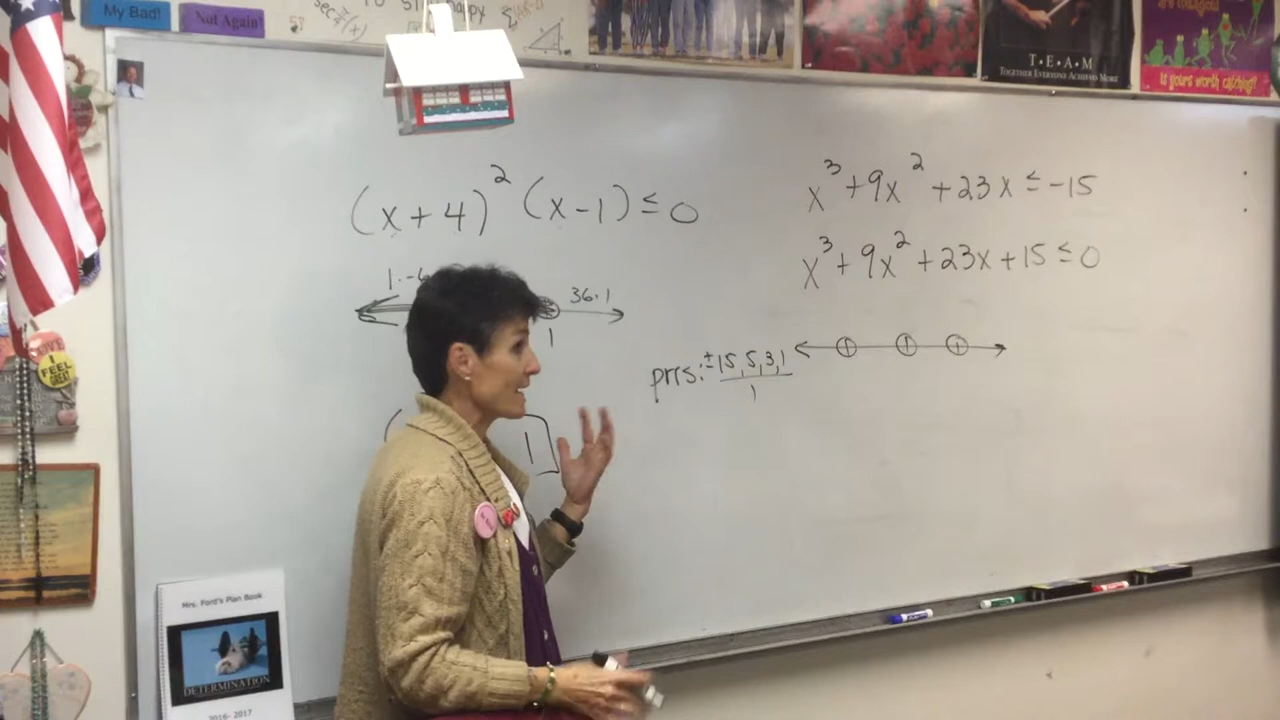 My Bad!
Not Again!
T•E•A•M
TOGETHER EVERYONE ACHIEVES MORE
is yours worth catching?
(x+4)²(x-1)≤0
x³+9x²+23x≤-15
x³+9x²+23x+15≤0
36·1
1
prrs: ±15,5,3,1
1
1
I FEEL GREAT
Mrs. Ford's Plan Book
DETERMINATION
2016-2017